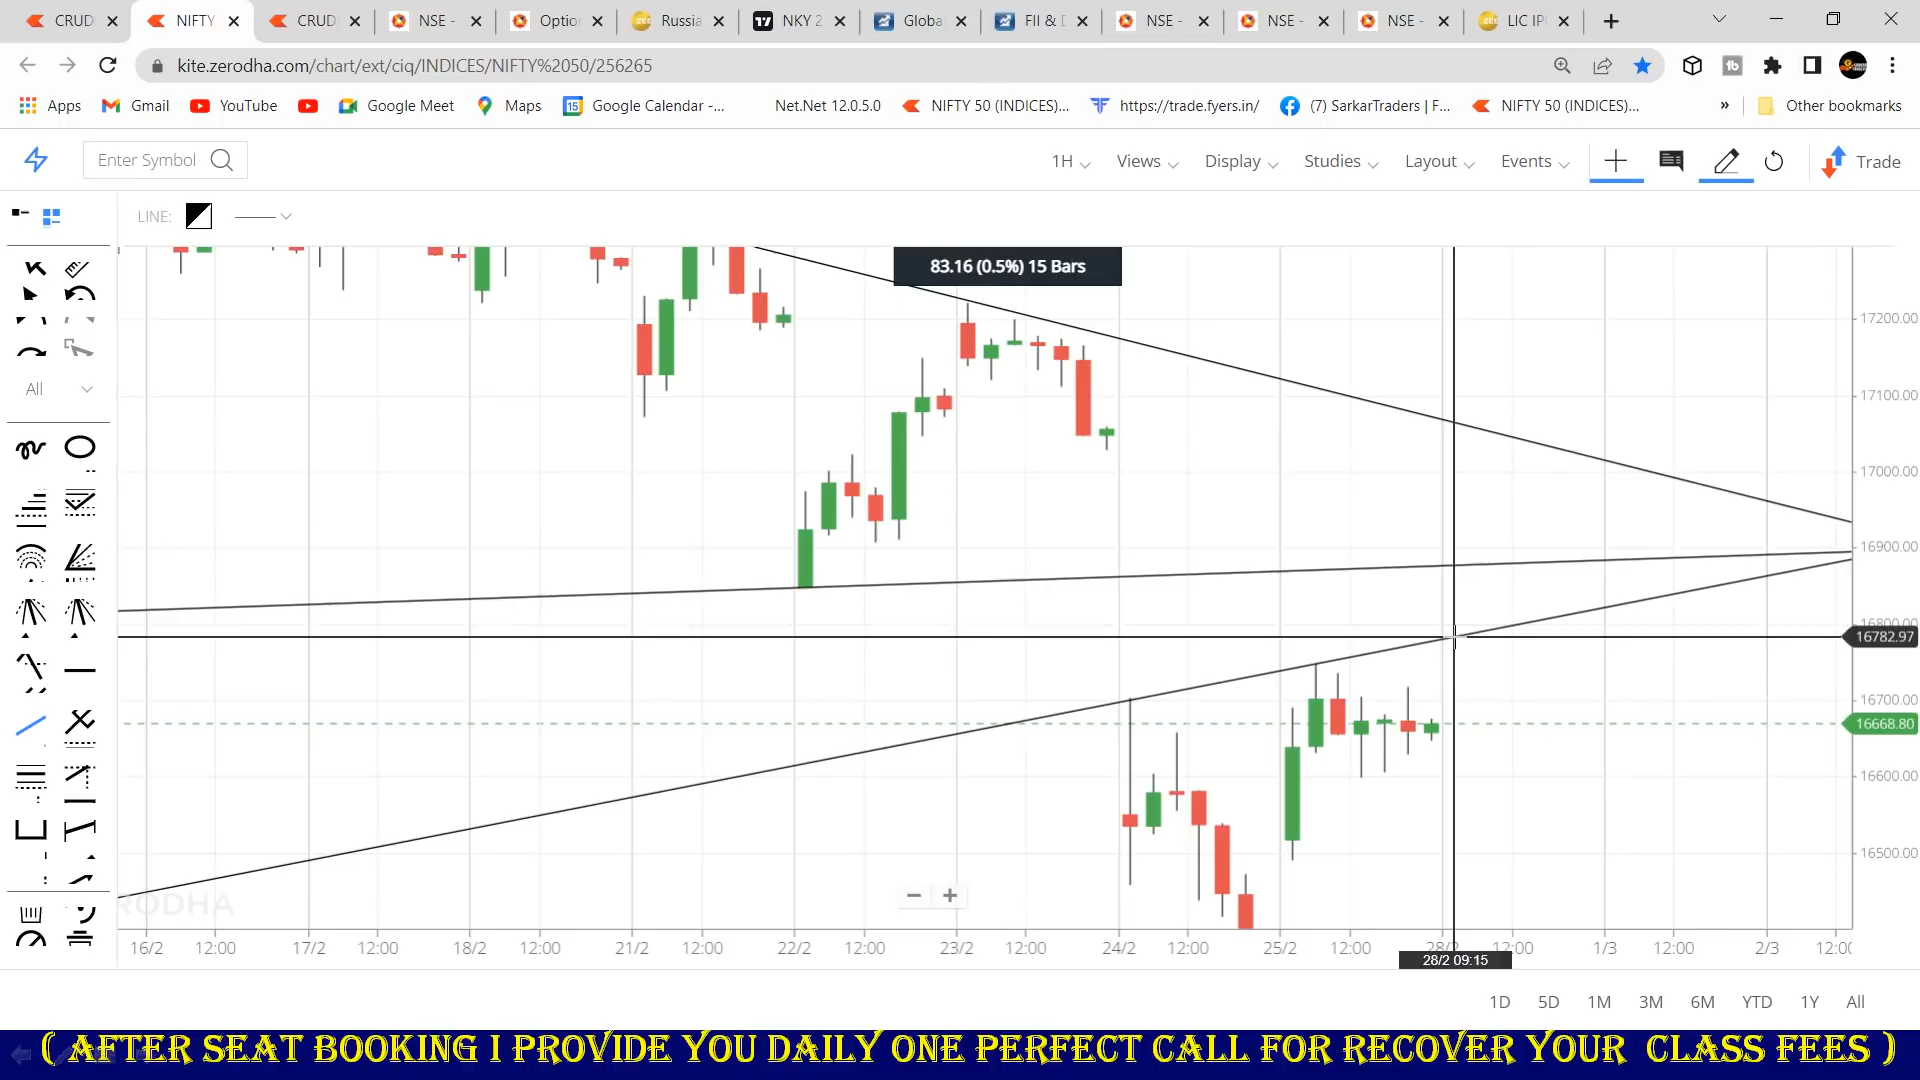 CRUD
NIFTY
CRUD
NSE -
Optio
Russia
NKY 2
Globa
FII & D
NSE -
NSE -
NSE -
LIC IP
kite.zerodha.com/chart/ext/ciq/INDICES/NIFTY%2050/256265
Apps
Gmail
YouTube
Google Meet
Maps
Google Calendar -...
Net.Net 12.0.5.0
NIFTY 50 (INDICES)...
https://trade.fyers.in/
(7) SarkarTraders | F...
NIFTY 50 (INDICES)...
»
Other bookmarks
Enter Symbol
1H
Views
Display
Studies
Layout
Events
Trade
LINE:
83.16 (0.5%) 15 Bars
All
17200.00
17100.00
17000.00
16900.00
16800.00
16782.97
16700.00
16668.80
16600.00
16500.00
RODHA
16/2 12:00 17/2 12:00 18/2 12:00 21/2 12:00 22/2 12:00 23/2 12:00 24/2 12:00 25/2 12:00 28/2 12:00 1/3 12:00 2/3 12:00
28/2 09:15
1D 5D 1M 3M 6M YTD 1Y All
( AFTER SEAT BOOKING I PROVIDE YOU DAILY ONE PERFECT CALL FOR RECOVER YOUR CLASS FEES )